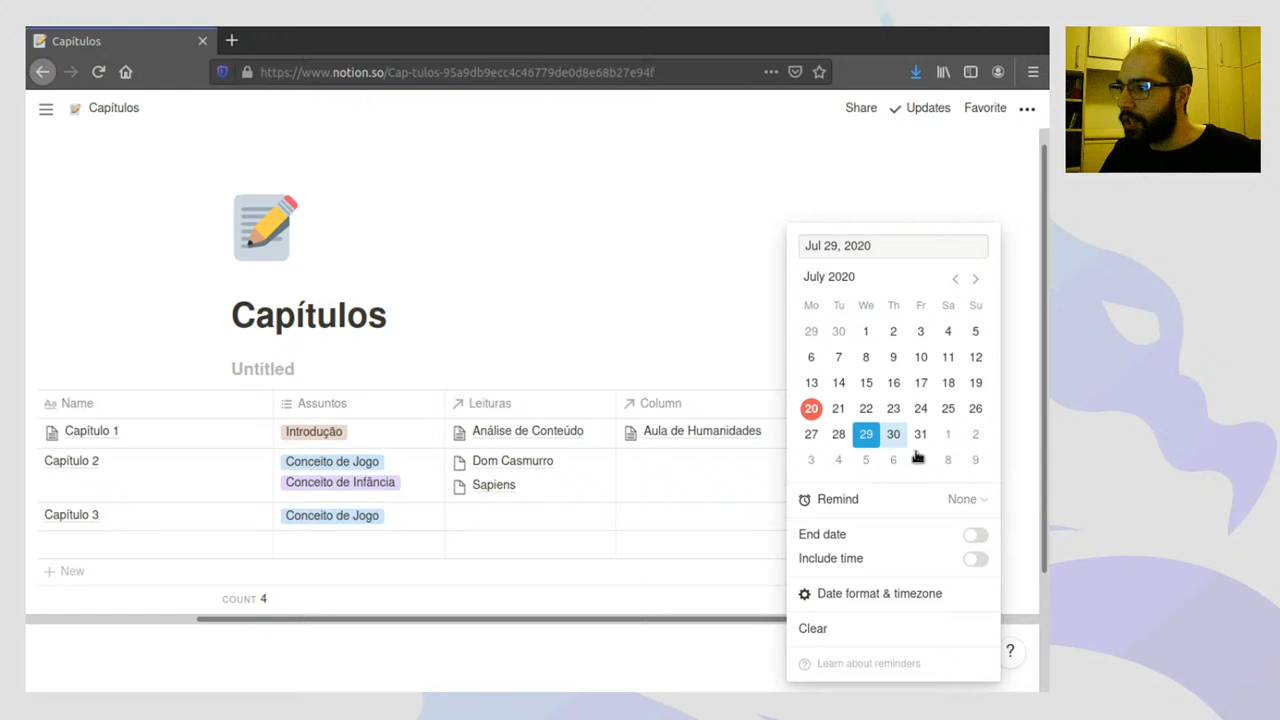 Capítulos
https://www.notion.so/Cap-tulos-95a9db9ecc4c46779de0d8e68b27e94f
Capítulos
Share
Updates
Favorite
Capítulos
Untitled
Name Assuntos Leituras Column
Capítulo 1 Introdução Análise de Conteúdo Aula de Humanidades
Capítulo 2 Conceito de Jogo Dom Casmurro
Conceito de Infância Sapiens
Capítulo 3 Conceito de Jogo
New
COUNT 4
Jul 29, 2020
July 2020
Mo Tu We Th Fr Sa Su
29 30 1 2 3 4 5
6 7 8 9 10 11 12
13 14 15 16 17 18 19
20 21 22 23 24 25 26
27 28 29 30 31 1 2
3 4 5 6 8 9
Remind None
End date
Include time
Date format & timezone
Clear
? Learn about reminders
?